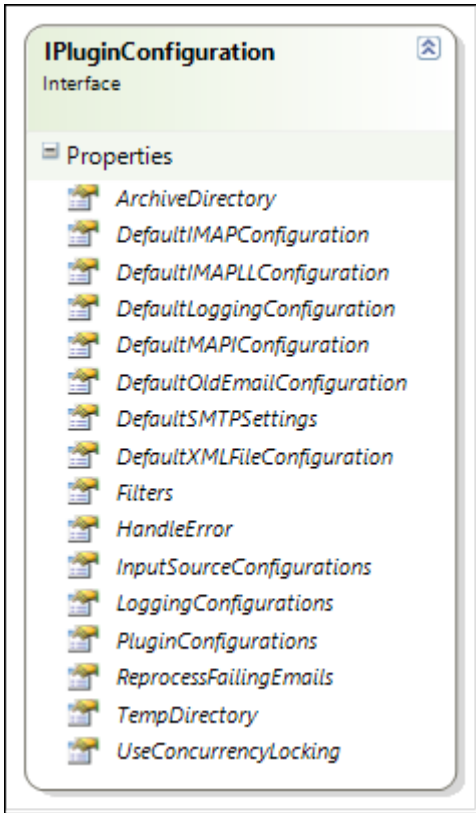 IPluginConfiguration
Interface
Properties
ArchiveDirectory
DefaultIMAPConfiguration
DefaultIMAPLLConfiguration
DefaultLoggingConfiguration
DefaultMAPIConfiguration
DefaultOldEmailConfiguration
DefaultSMTPSettings
DefaultXMLFileConfiguration
Filters
HandleError
InputSourceConfigurations
LoggingConfigurations
PluginConfigurations
ReprocessFailingEmails
TempDirectory
UseConcurrencyLocking